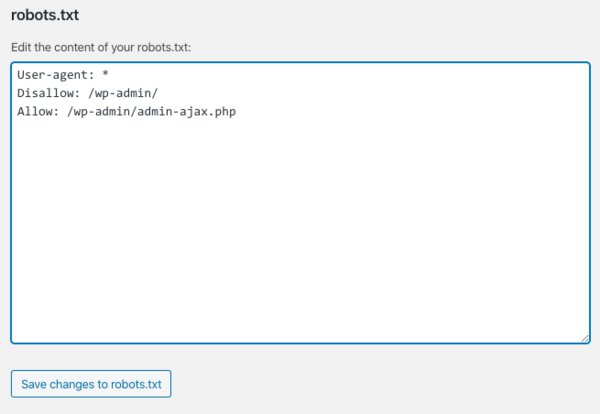 robots.txt
Edit the content of your robots.txt:
User-agent: *
Disallow: /wp-admin/
Allow: /wp-admin/admin-ajax.php
Save changes to robots.txt